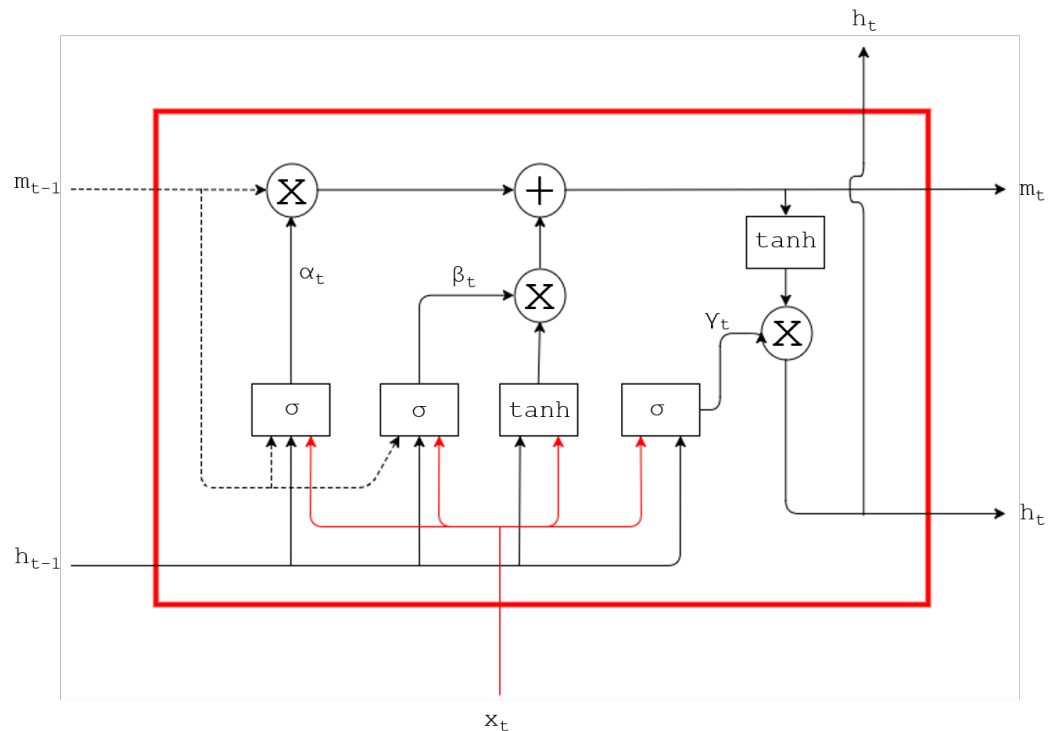 h_t
m_{t-1}
X
+
m_t
tanh
α_t
β_t
X
γ_t
X
σ
σ
tanh
σ
h_t
h_{t-1}
x_t